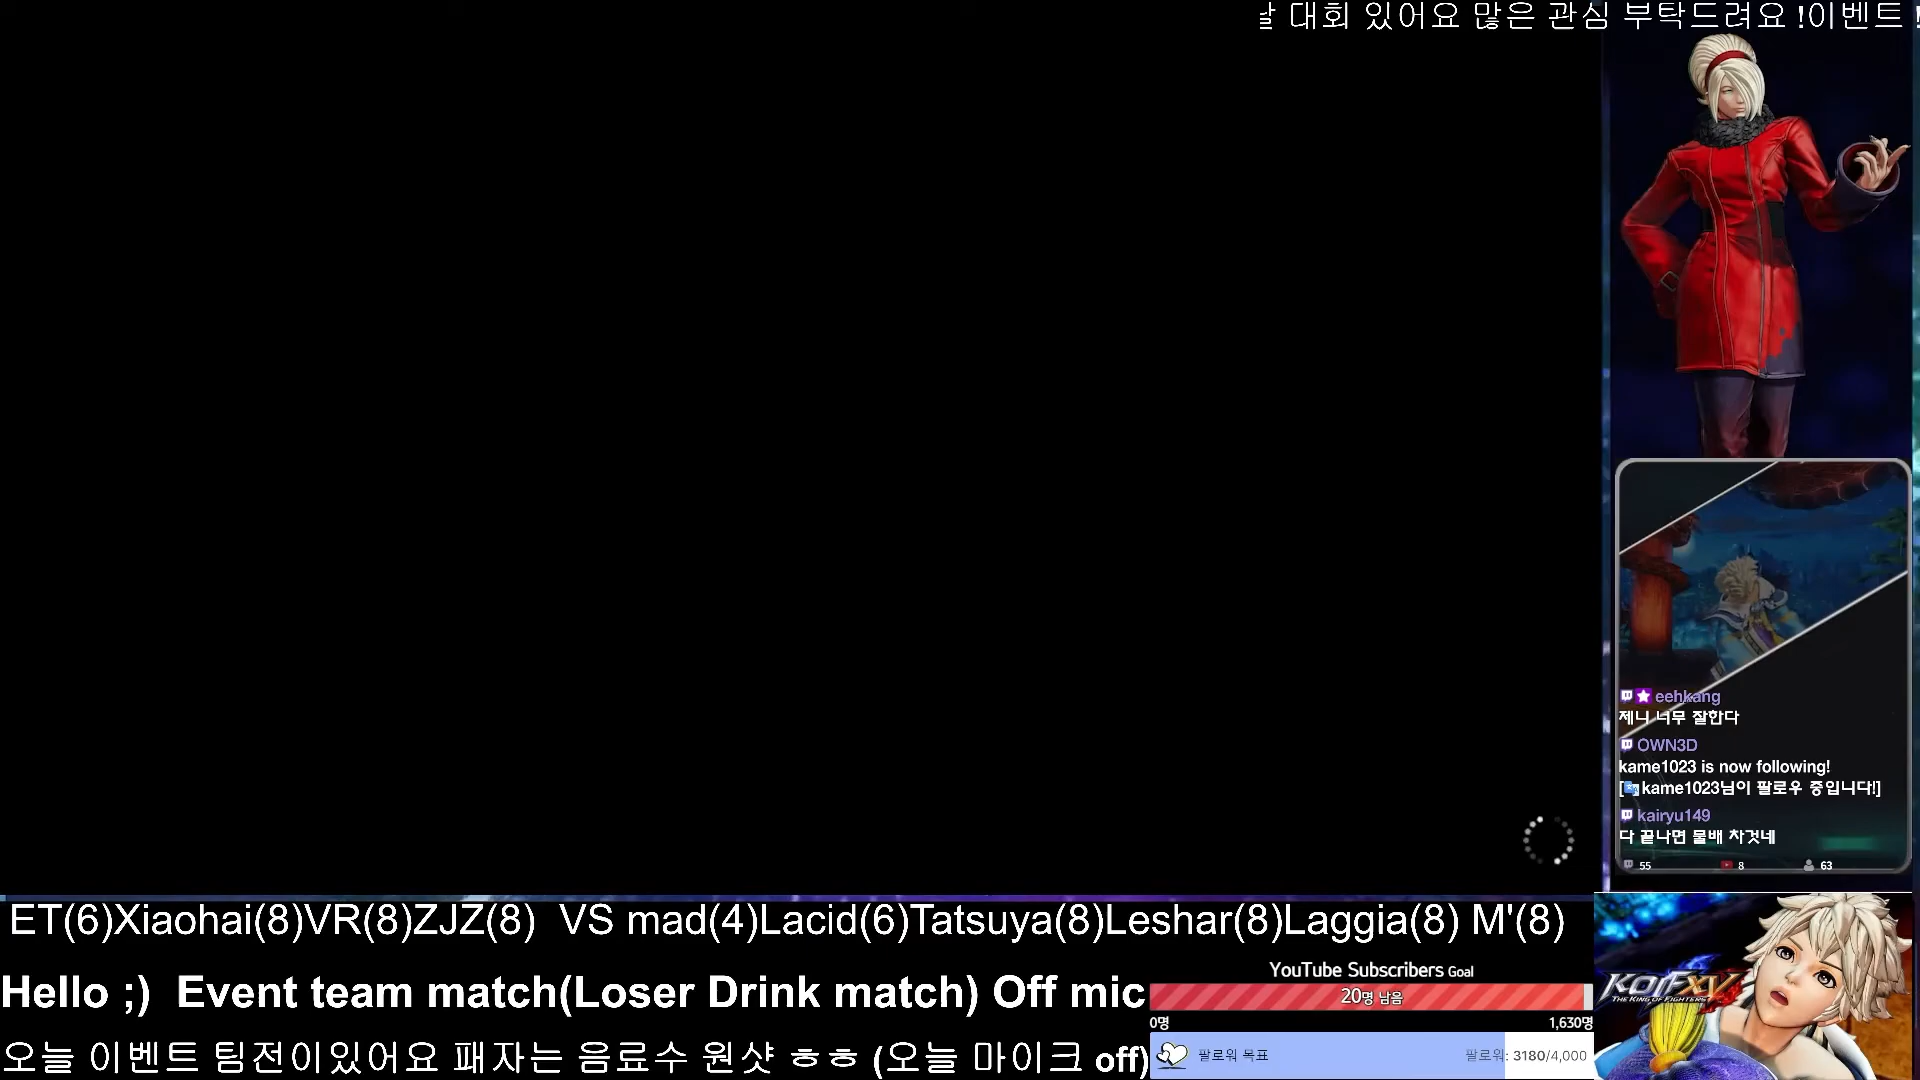 대회 있어요 많은 관심 부탁드려요 !이벤트
eehkang
제니 너무 잘한다
OWN3D
kame1023 is now following!
[kame1023님이 팔로우 중입니다!]
kairyu149
다 끝나면 물배 차것네
55 8 63
ET(6)Xiaohai(8)VR(8)ZJZ(8) VS mad(4)Lacid(6)Tatsuya(8)Leshar(8)Laggia(8) M'(8)
Hello ;) Event team match(Loser Drink match) Off mic
YouTube Subscribers Goal
20명 남음
0명 1,630명
오늘 이벤트 팀전이있어요 패자는 음료수 원샷 ㅎㅎ (오늘 마이크 off)
팔로워 목표 팔로워: 3180/4,000
KOFXV
THE KING OF FIGHTERS